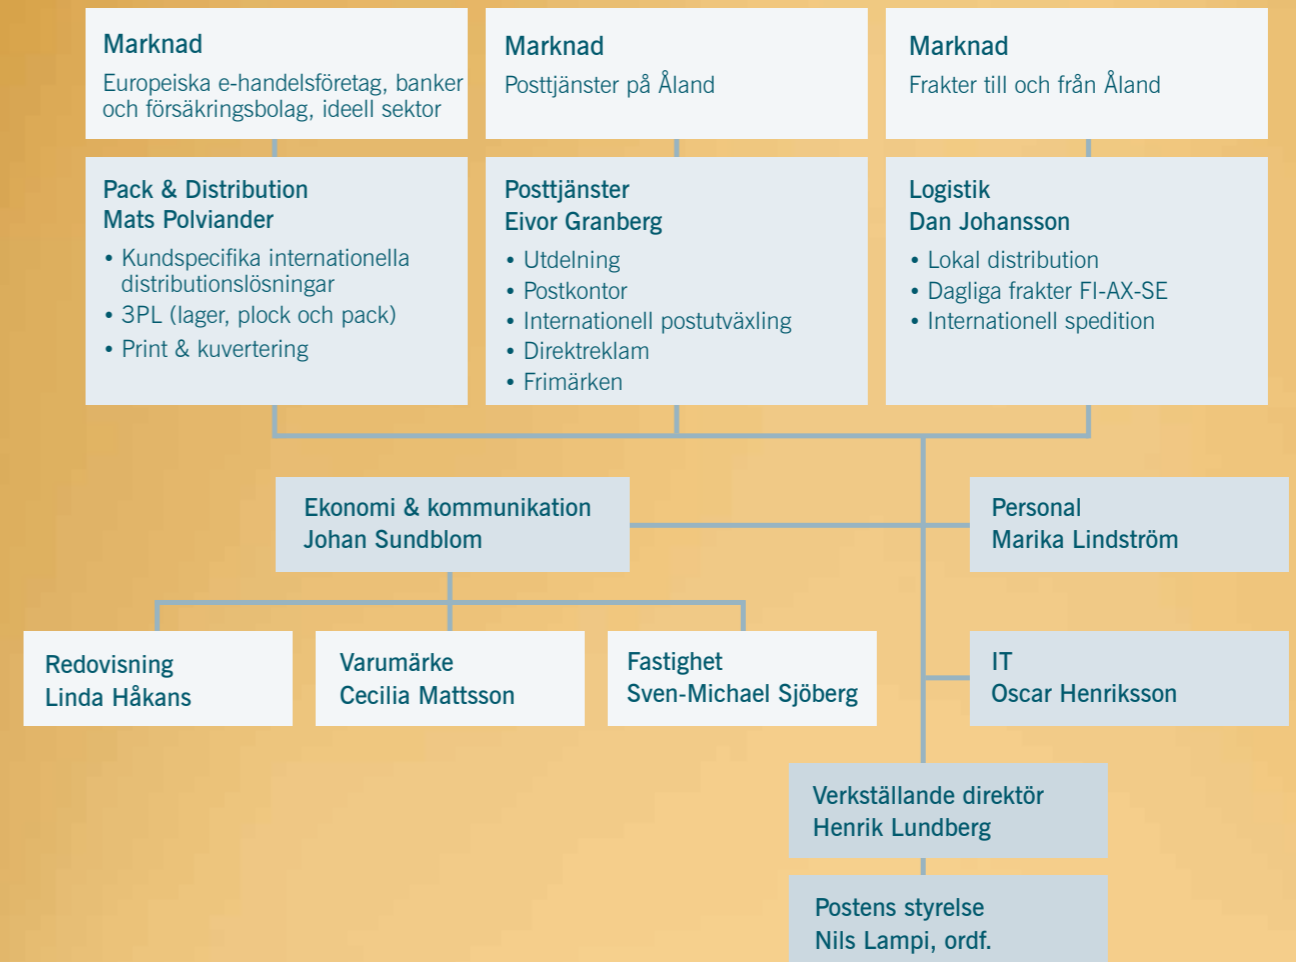 Marknad
Europeiska e-handelsföretag, banker
och försäkringsbolag, ideell sektor
Marknad
Posttjänster på Åland
Marknad
Frakter till och från Åland
Pack & Distribution
Mats Polviander
• Kundspecifika internationella
distributionslösningar
• 3PL (lager, plock och pack)
• Print & kuvertering
Posttjänster
Eivor Granberg
• Utdelning
• Postkontor
• Internationell postutväxling
• Direktreklam
• Frimärken
Logistik
Dan Johansson
• Lokal distribution
• Dagliga frakter FI-AX-SE
• Internationell spedition
Ekonomi & kommunikation
Johan Sundblom
Personal
Marika Lindström
Redovisning
Linda Håkans
Varumärke
Cecilia Mattsson
Fastighet
Sven-Michael Sjöberg
IT
Oscar Henriksson
Verkställande direktör
Henrik Lundberg
Postens styrelse
Nils Lampi, ordf.